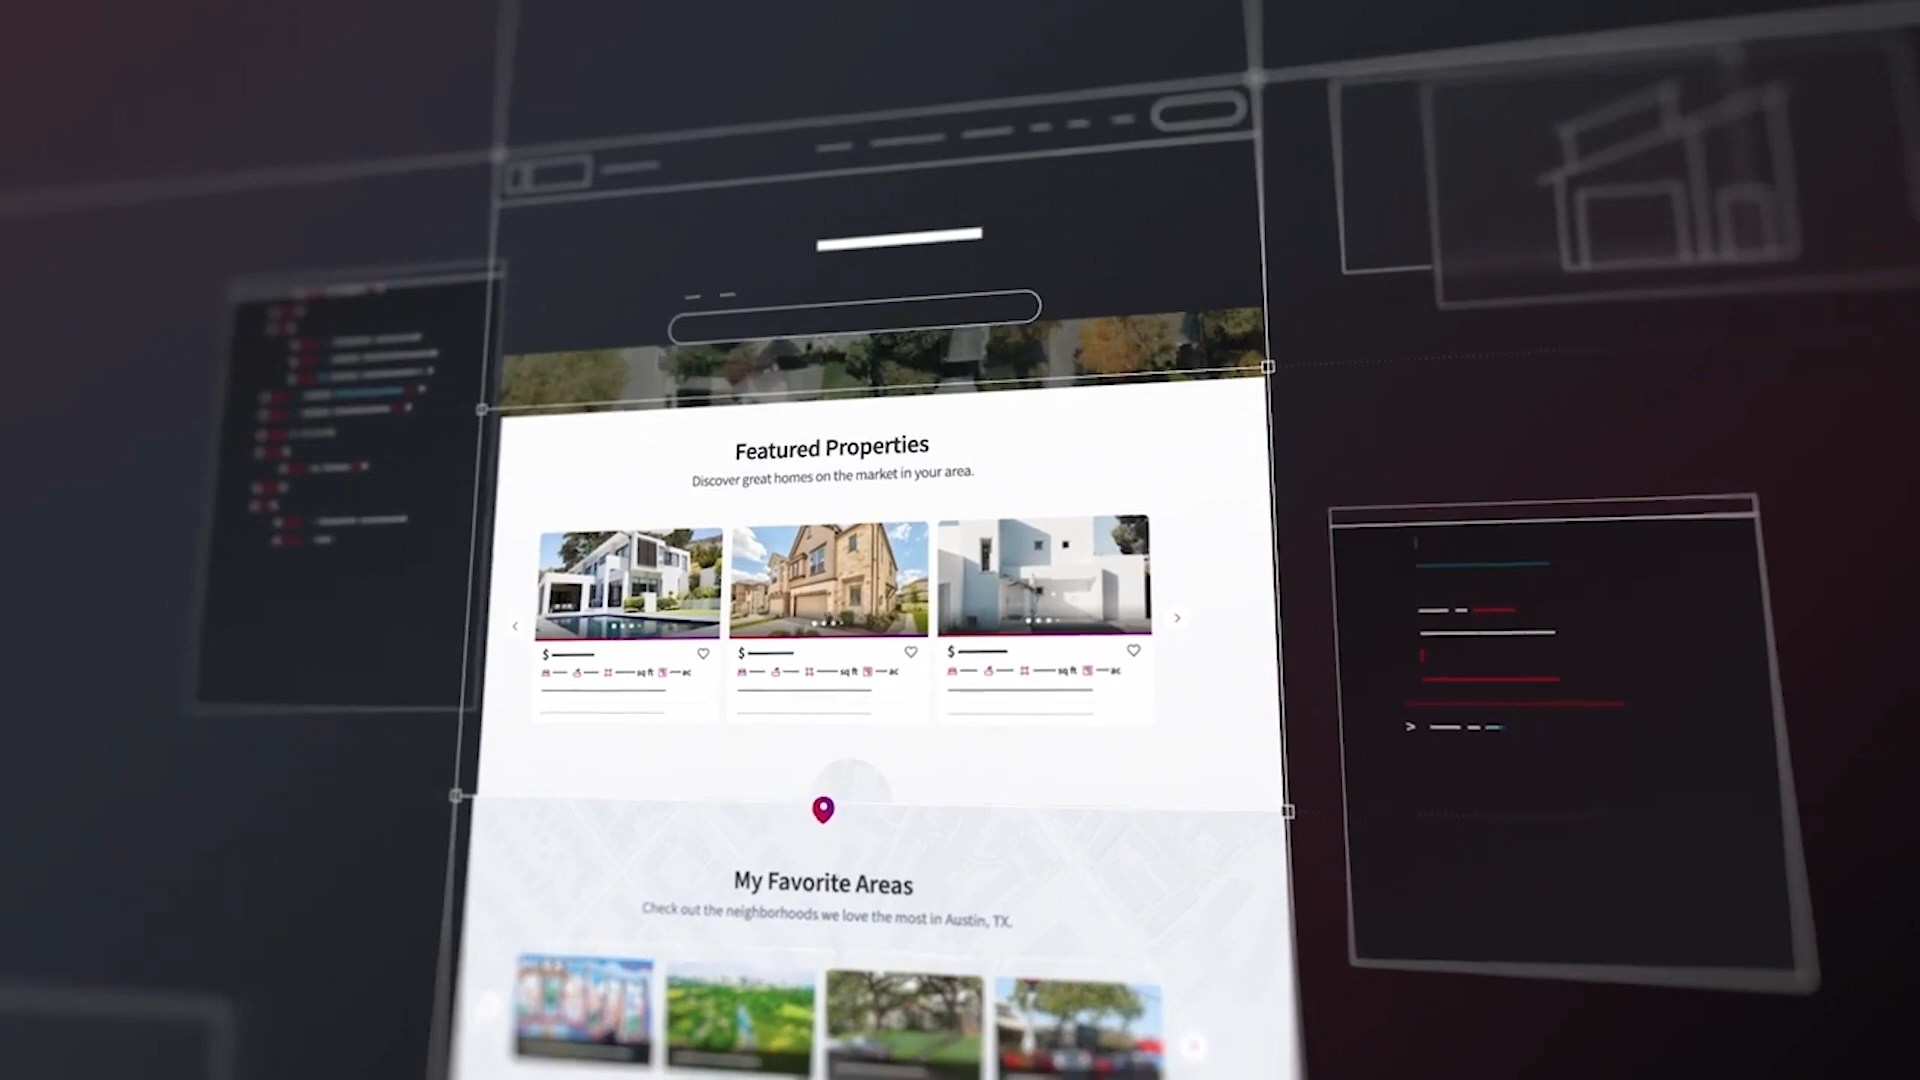 Featured Properties
Discover great homes on the market in your area.
$
$
$
sq ft ac
sq ft ac
sq ft ac
My Favorite Areas
Check out the neighborhoods we love the most in Austin, TX.